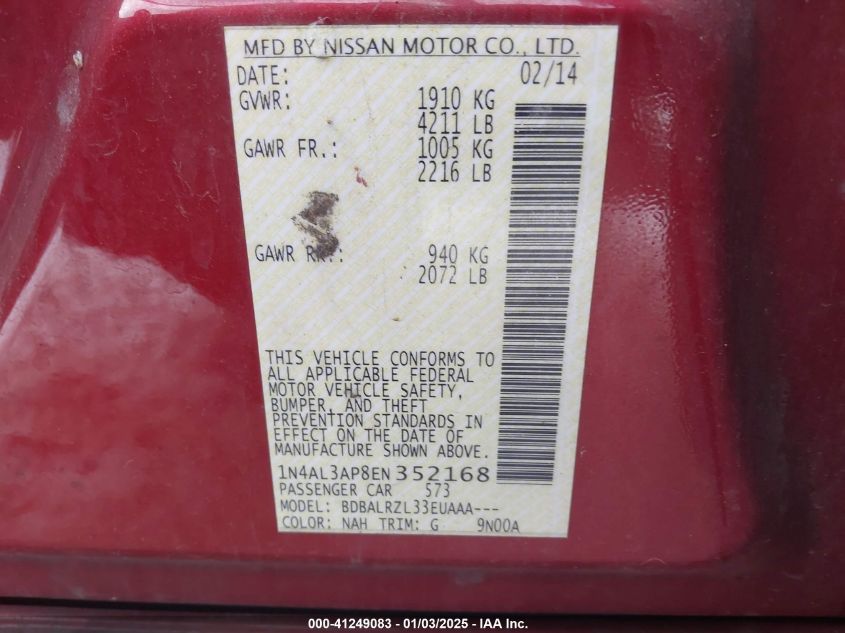 MFD BY NISSAN MOTOR CO., LTD.
DATE: 02/14
GVWR: 1910 KG
4211 LB
GAWR FR.: 1005 KG
2216 LB
GAWR RR.: 940 KG
2072 LB
THIS VEHICLE CONFORMS TO
ALL APPLICABLE FEDERAL
MOTOR VEHICLE SAFETY,
BUMPER, AND THEFT
PREVENTION STANDARDS IN
EFFECT ON THE DATE OF
MANUFACTURE SHOWN ABOVE.
1N4AL3AP8EN352168
PASSENGER CAR 573
MODEL: BDBALRZL33EUAAA---
COLOR: NAH TRIM: G 9N00A
000-41249083 - 01/03/2025 - IAA Inc.